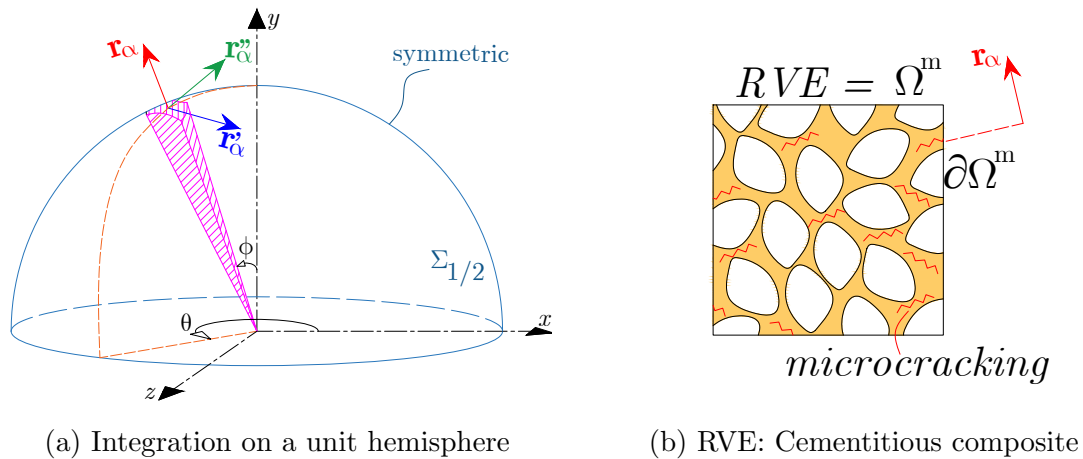 y
symmetric
r_α
r''_α
r'_α
ϕ
Σ_1/2
θ
x
z
(a) Integration on a unit hemisphere
RVE = Ω^m
r_α
∂Ω^m
microcracking
(b) RVE: Cementitious composite